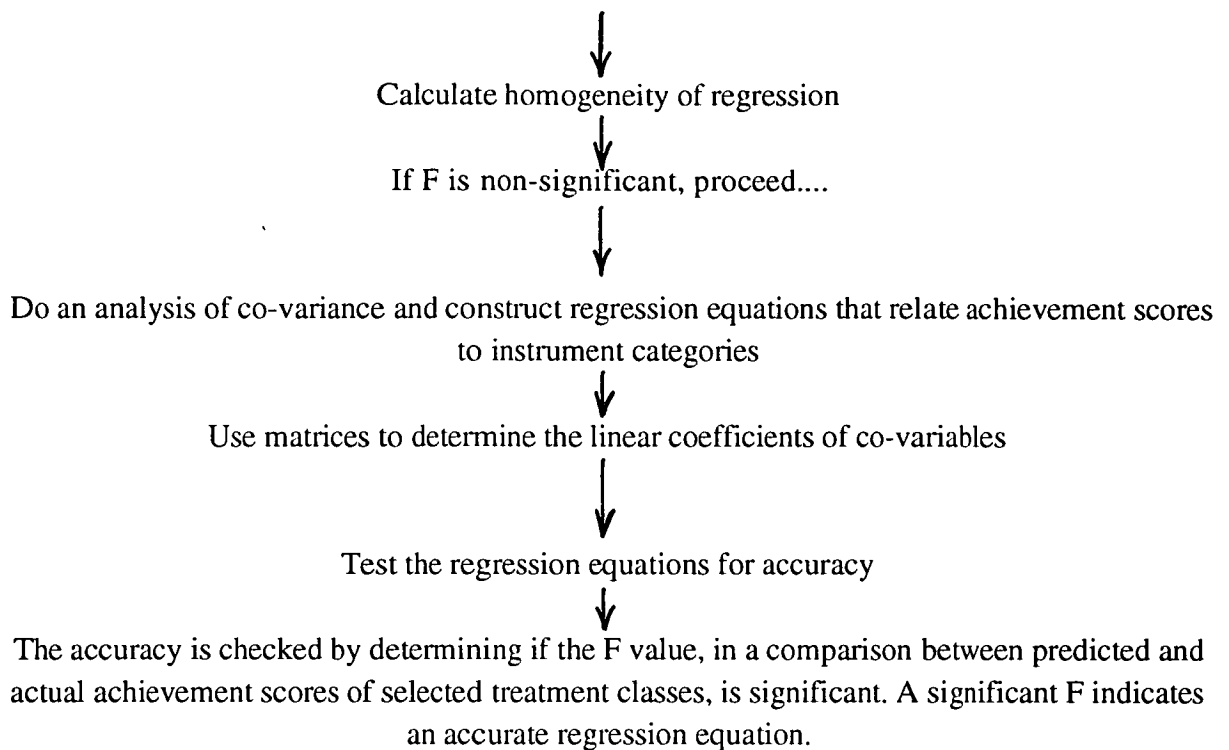 Calculate homogeneity of regression
If F is non-significant, proceed....
Do an analysis of co-variance and construct regression equations that relate achievement scores
to instrument categories
Use matrices to determine the linear coefficients of co-variables
Test the regression equations for accuracy
The accuracy is checked by determining if the F value, in a comparison between predicted and
actual achievement scores of selected treatment classes, is significant. A significant F indicates
an accurate regression equation.